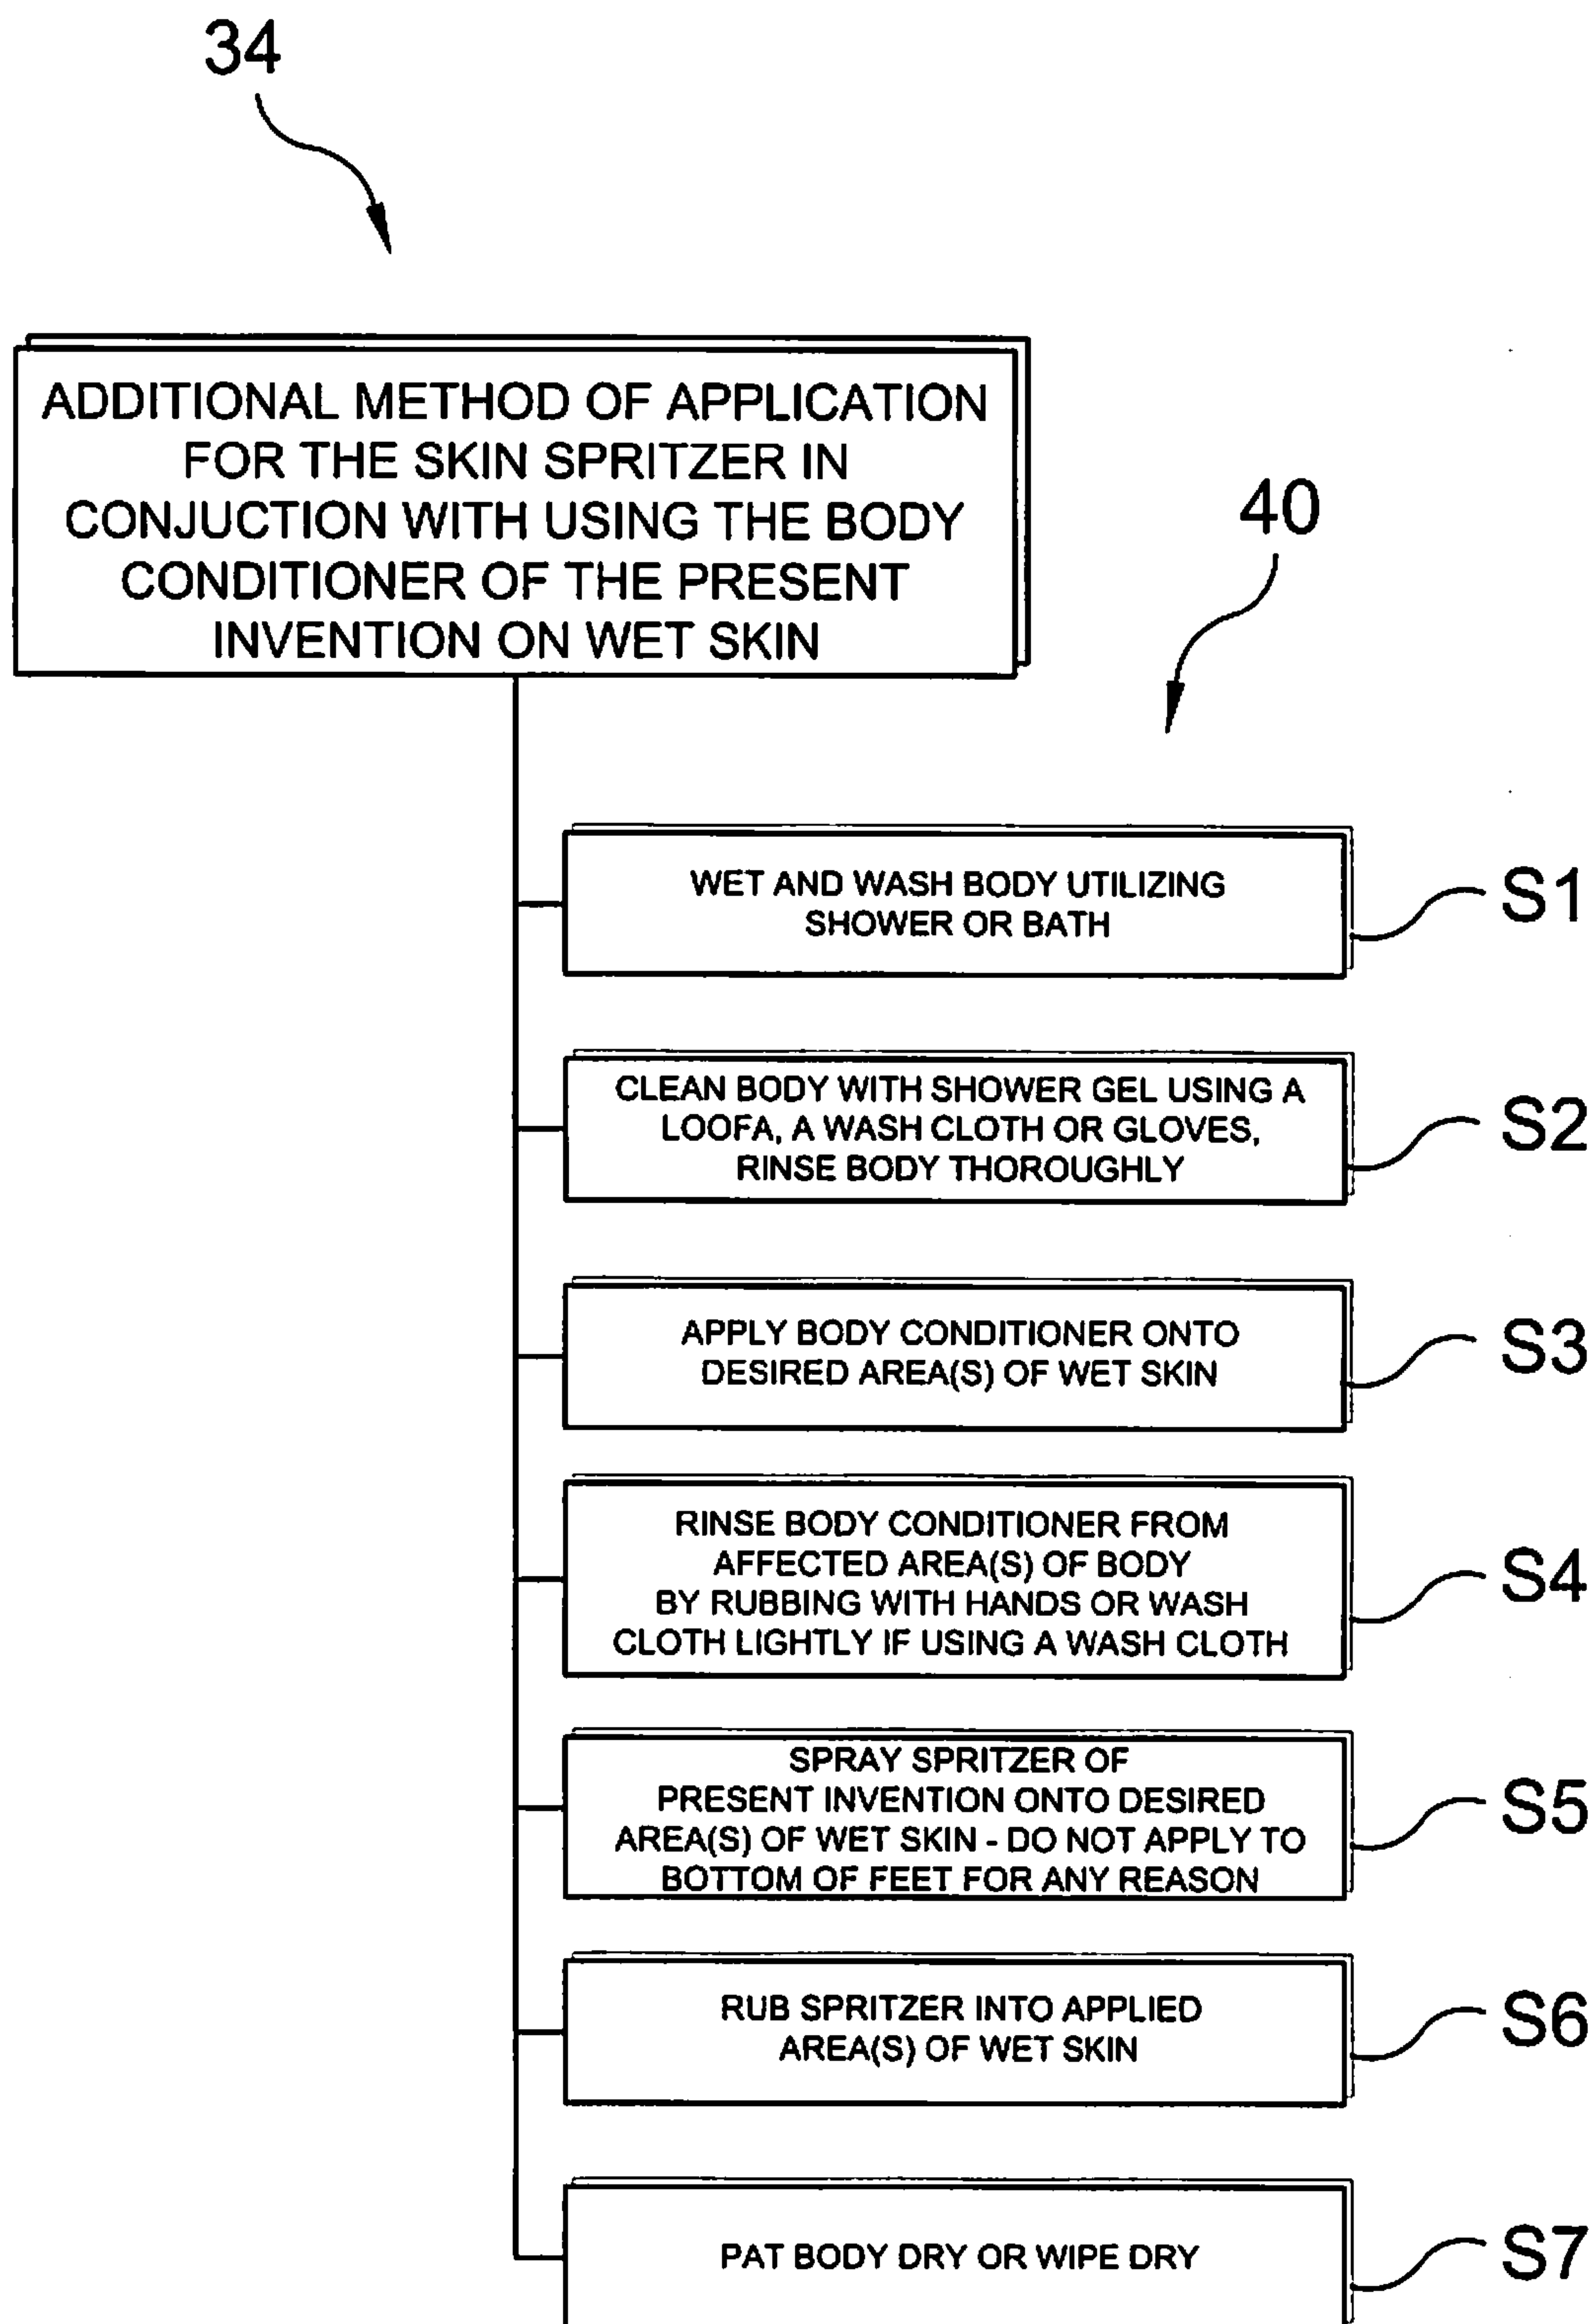 34
ADDITIONAL METHOD OF APPLICATION
FOR THE SKIN SPRITZER IN
CONJUCTION WITH USING THE BODY
CONDITIONER OF THE PRESENT
INVENTION ON WET SKIN
40
WET AND WASH BODY UTILIZING
SHOWER OR BATH
S1
CLEAN BODY WITH SHOWER GEL USING A
LOOFA, A WASH CLOTH OR GLOVES,
RINSE BODY THOROUGHLY
S2
APPLY BODY CONDITIONER ONTO
DESIRED AREA(S) OF WET SKIN
S3
RINSE BODY CONDITIONER FROM
AFFECTED AREA(S) OF BODY
BY RUBBING WITH HANDS OR WASH
CLOTH LIGHTLY IF USING A WASH CLOTH
S4
SPRAY SPRITZER OF
PRESENT INVENTION ONTO DESIRED
AREA(S) OF WET SKIN - DO NOT APPLY TO
BOTTOM OF FEET FOR ANY REASON
S5
RUB SPRITZER INTO APPLIED
AREA(S) OF WET SKIN
S6
PAT BODY DRY OR WIPE DRY
S7